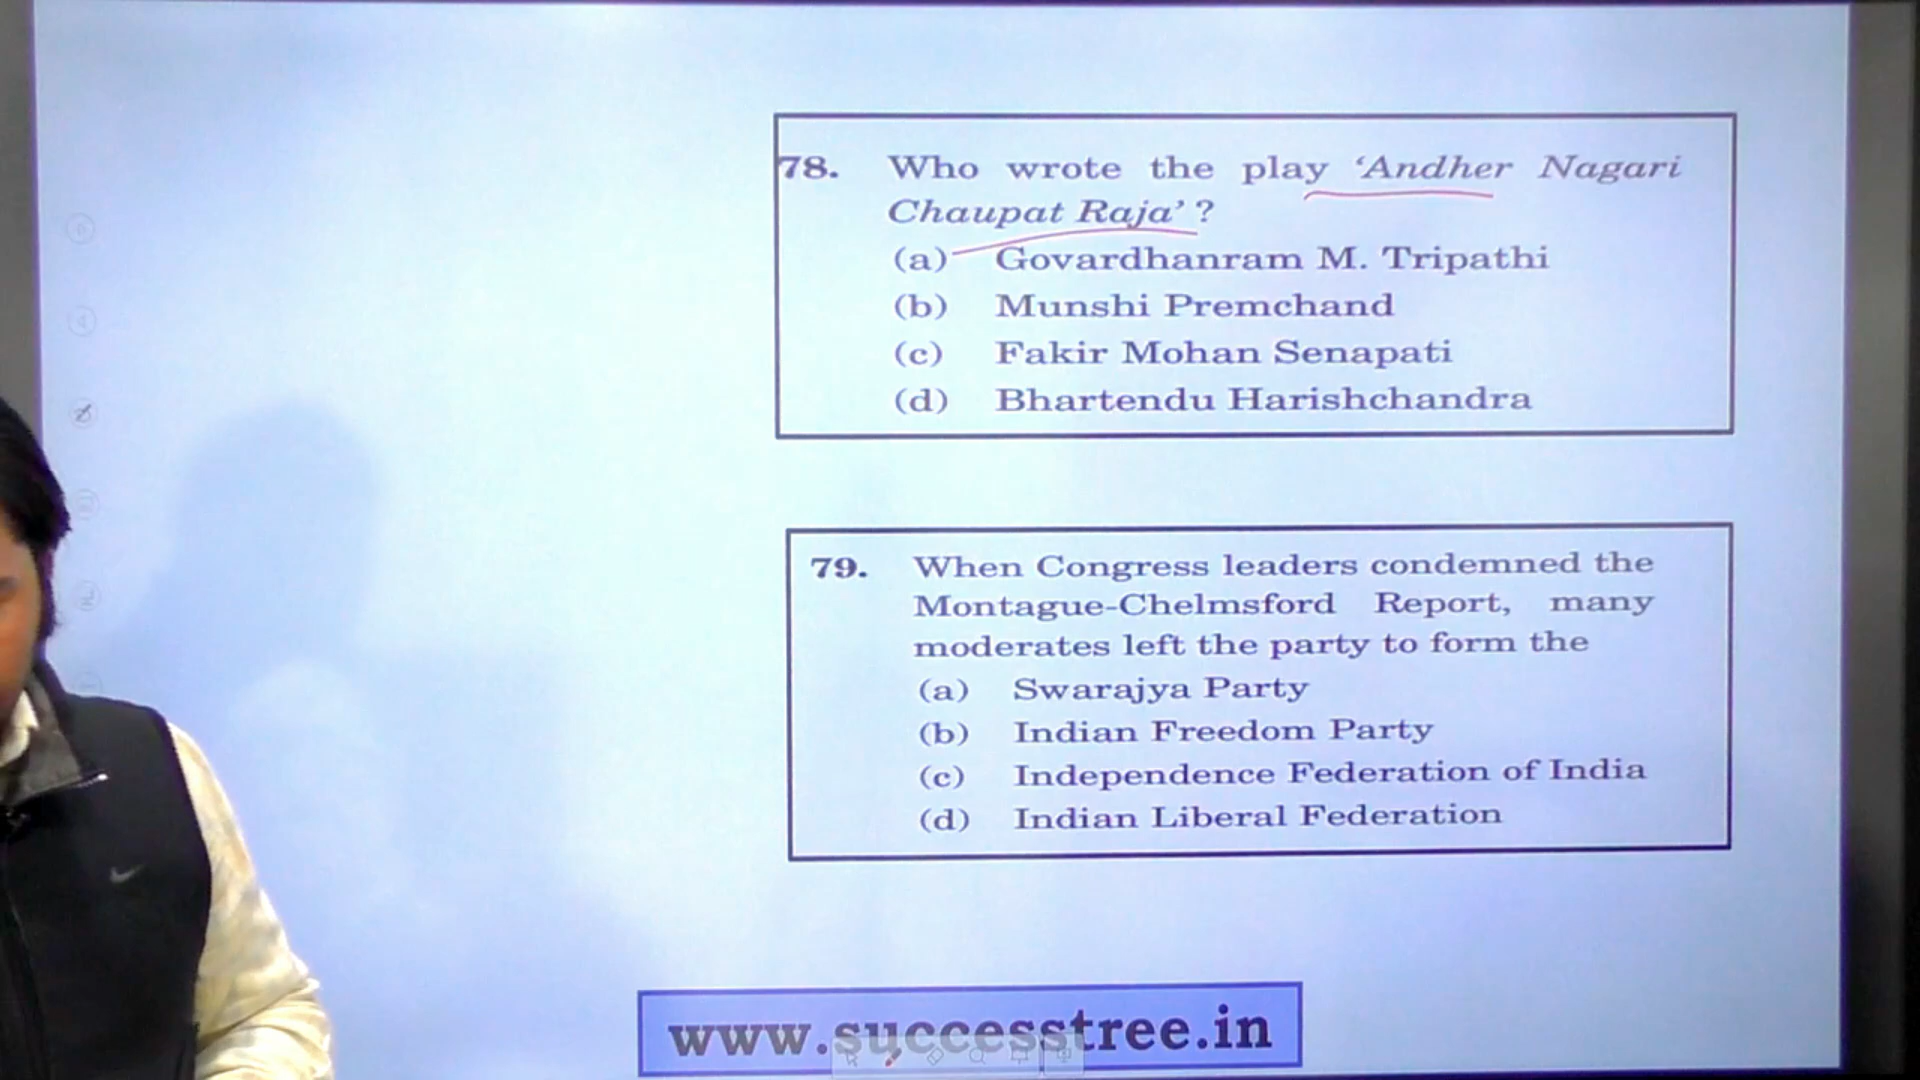 78. Who wrote the play ‘Andher Nagari
Chaupat Raja’ ?
(a) Govardhanram M. Tripathi
(b) Munshi Premchand
(c) Fakir Mohan Senapati
(d) Bhartendu Harishchandra
79. When Congress leaders condemned the
Montague-Chelmsford Report, many
moderates left the party to form the
(a) Swarajya Party
(b) Indian Freedom Party
(c) Independence Federation of India
(d) Indian Liberal Federation
www.successtree.in